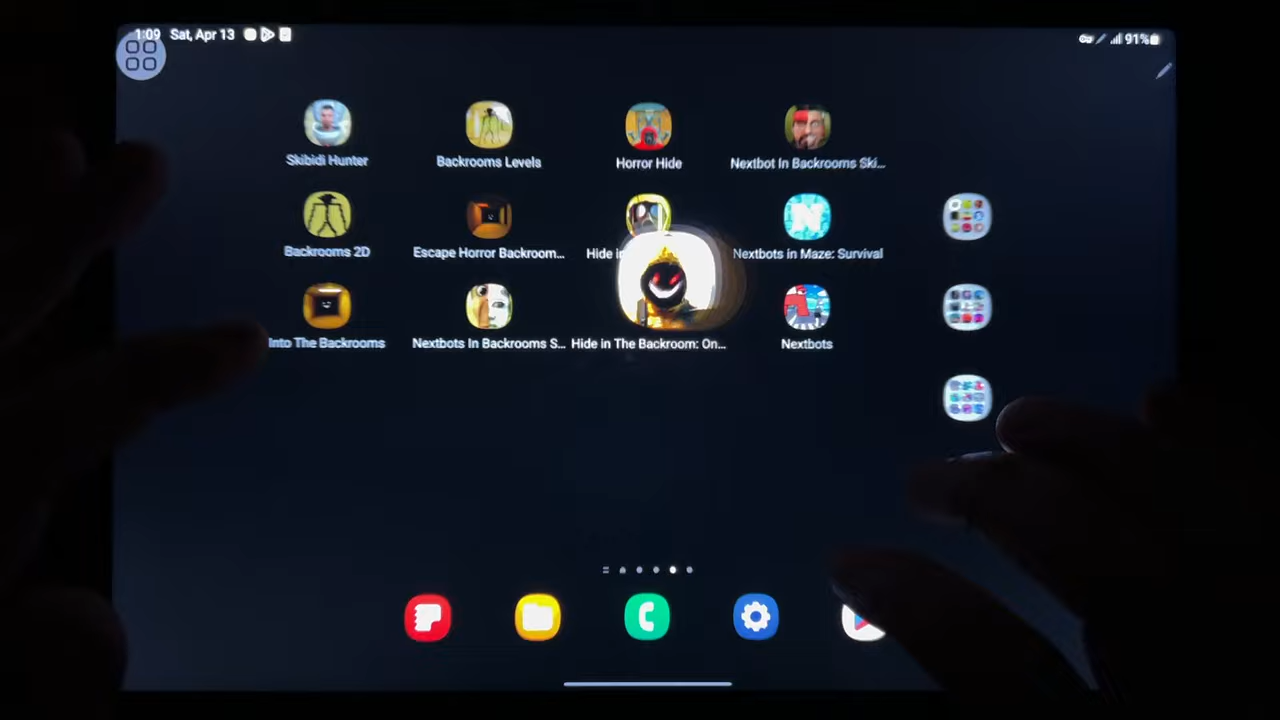 1:09 Sat, Apr 13
91%
Skibidi Hunter
Backrooms Levels
Horror Hide
Nextbot In Backrooms Ski...
Backrooms 2D
Escape Horror Backroom...
Hide in
Nextbots in Maze: Survival
Into The Backrooms
Nextbots In Backrooms S...
Hide in The Backroom: On...
Nextbots